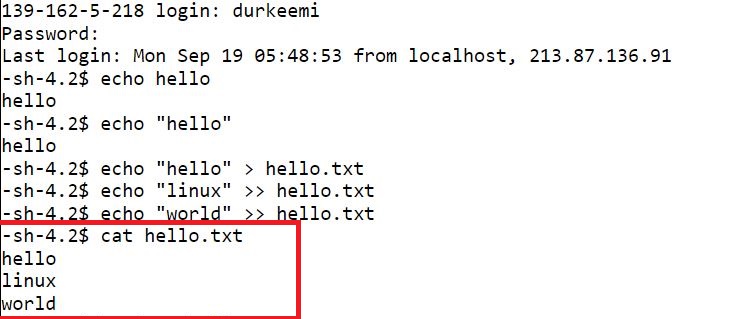 139-162-5-218 login: durkeemi
Password:
Last login: Mon Sep 19 05:48:53 from localhost, 213.87.136.91
-sh-4.2$ echo hello
hello
-sh-4.2$ echo "hello"
hello
-sh-4.2$ echo "hello" > hello.txt
-sh-4.2$ echo "linux" >> hello.txt
-sh-4.2$ echo "world" >> hello.txt
-sh-4.2$ cat hello.txt
hello
linux
world